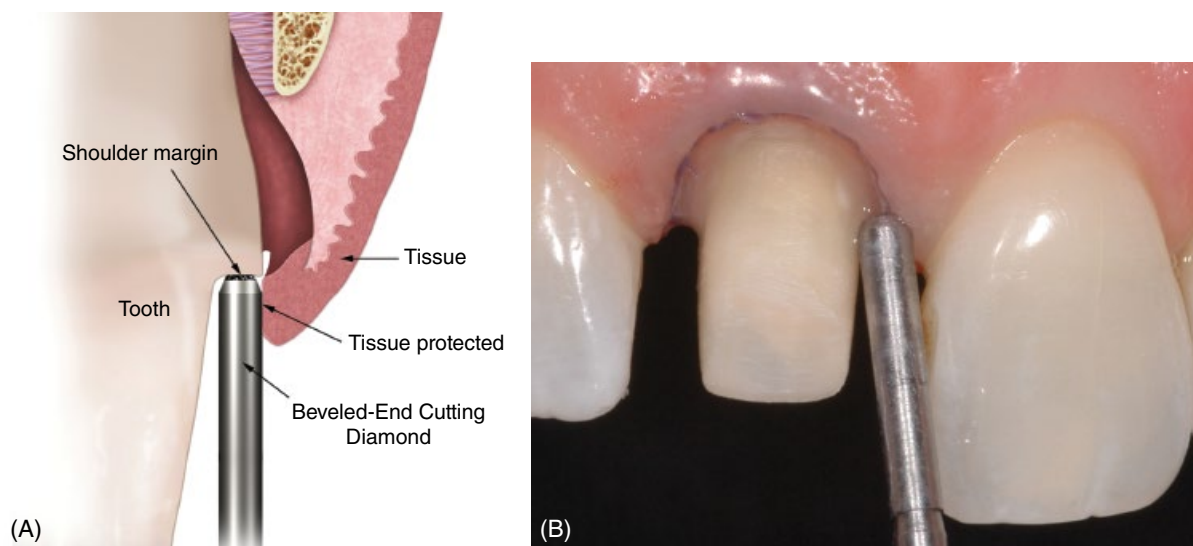 Shoulder margin
Tissue
Tooth
Tissue protected
Beveled-End Cutting
Diamond
(A)
(B)